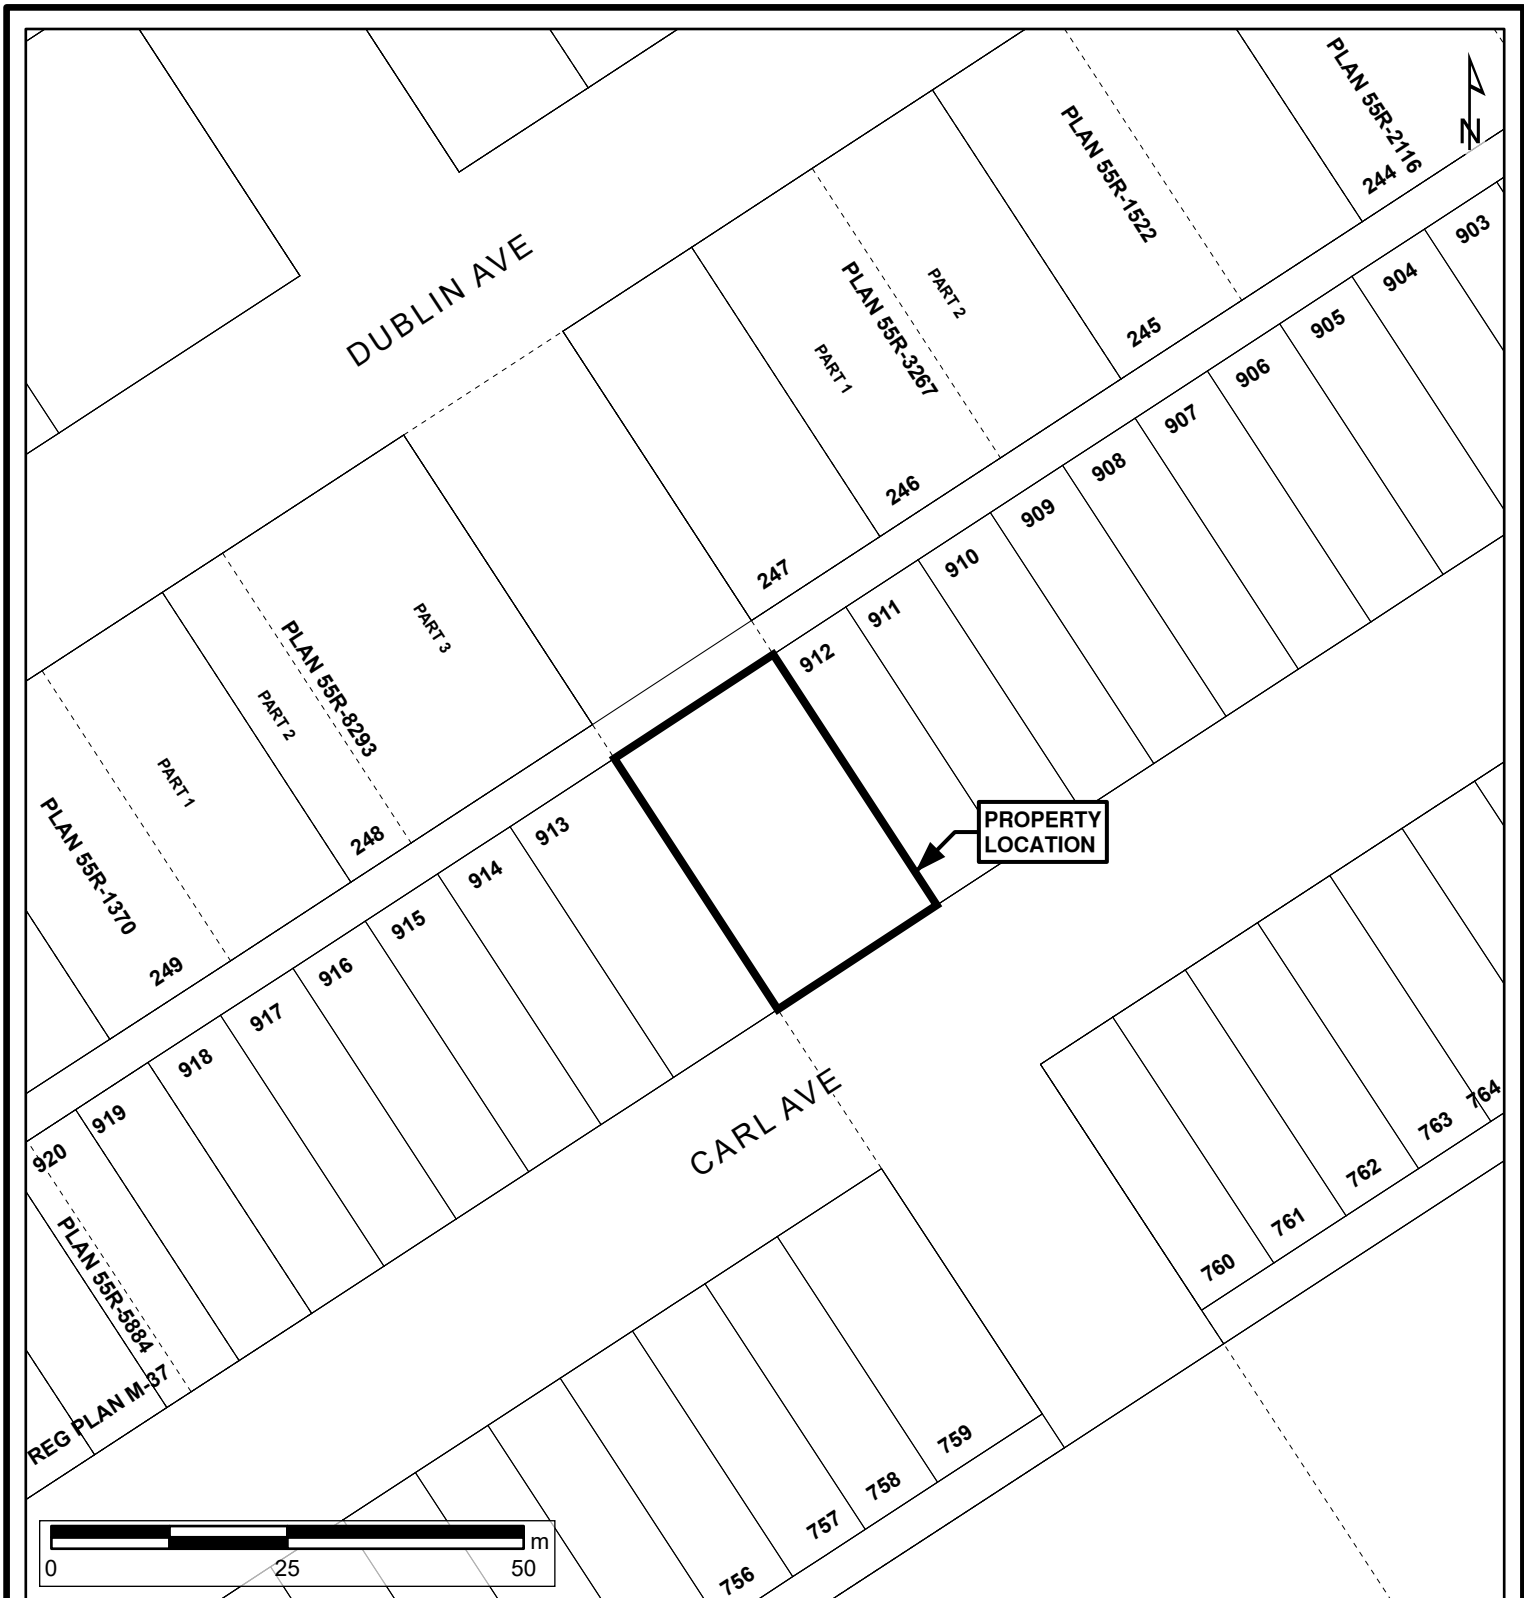 PLAN 55R-2116
N
244
PLAN 55R-1522
903
904
DUBLIN AVE
PLAN 55R-3267
PART 2
PART 1
245
905
906
907
246
908
909
910
247
911
912
PLAN 55R-8293
PART 3
PART 2
PART 1
PLAN 55R-1370
248
913
PROPERTY
LOCATION
914
915
249
916
917
918
919
920
CARL AVE
764
763
762
761
760
PLAN 55R-5884
REG PLAN M-37
759
758
757
756
m
0 25 50